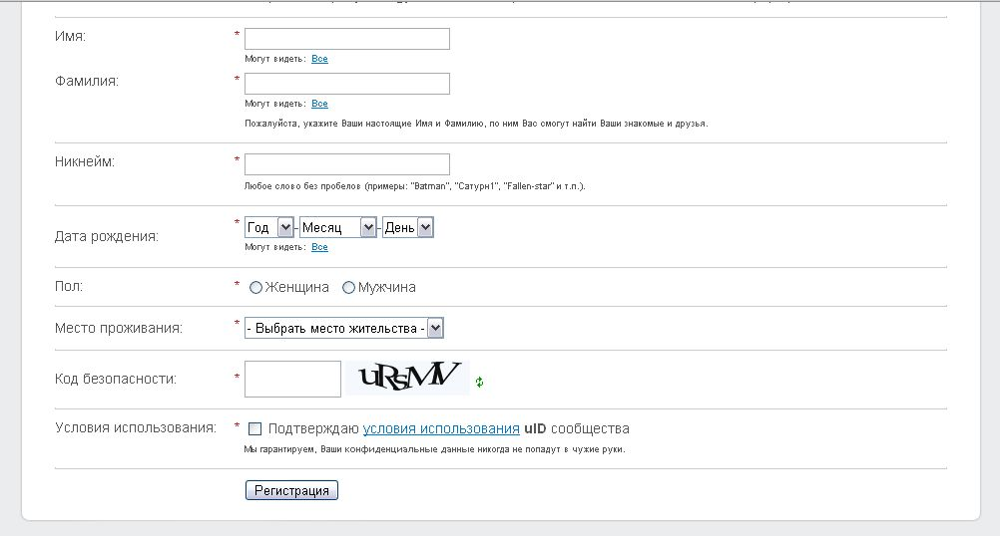 Имя: *
Могут видеть: Все
Фамилия: *
Могут видеть: Все
Пожалуйста, укажите Ваши настоящие Имя и Фамилию, по ним Вас смогут найти Ваши знакомые и друзья.
Никнейм: *
Любое слово без пробелов (примеры: "Batman", "Сатурн1", "Fallen-star" и т.п.).
Дата рождения: * Год - Месяц - День
Могут видеть: Все
Пол: * Женщина Мужчина
Место проживания: * - Выбрать место жительства -
Код безопасности: * uRsMV
Условия использования: * Подтверждаю условия использования uID сообщества
Мы гарантируем, Ваши конфиденциальные данные никогда не попадут в чужие руки.
Регистрация